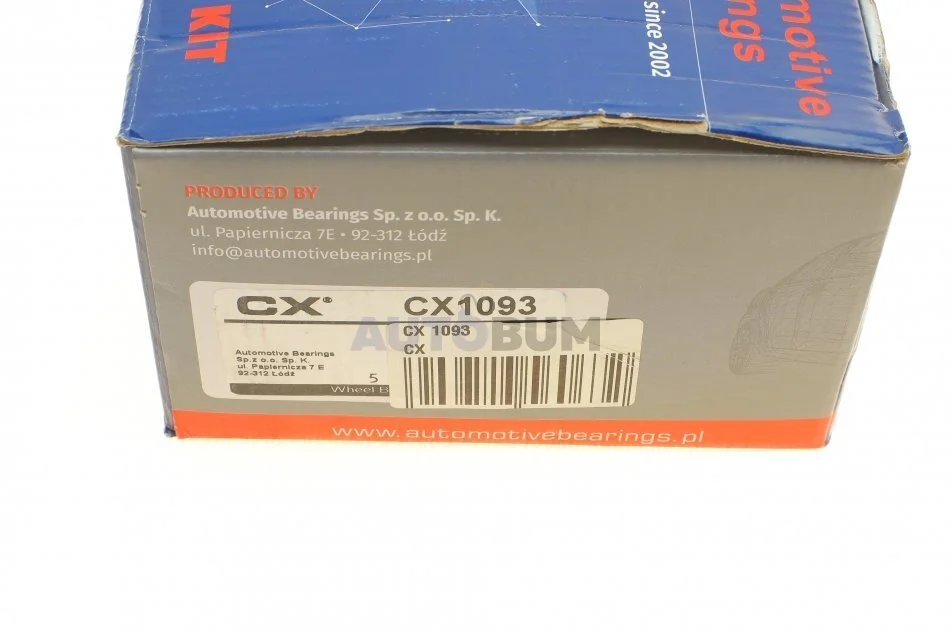 KIT
since 2002
motive
ngs
PRODUCED BY
Automotive Bearings Sp. z o.o. Sp. K.
ul. Papiernicza 7E • 92-312 Łódź
info@automotivebearings.pl
CX® CX1093
AUTOBUM
CX 1093
CX
Automotive Bearings
Sp.z o.o. Sp. K.
ul. Papiernicza 7 E
92-312 Łódź
5
Wheel B
www.automotivebearings.pl